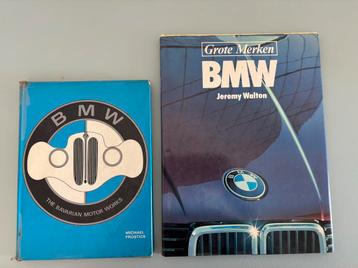 BMW
THE BAVARIAN MOTOR WORKS
MICHAEL
FROSTICK
Grote Merken
BMW
Jeremy Walton
BMW